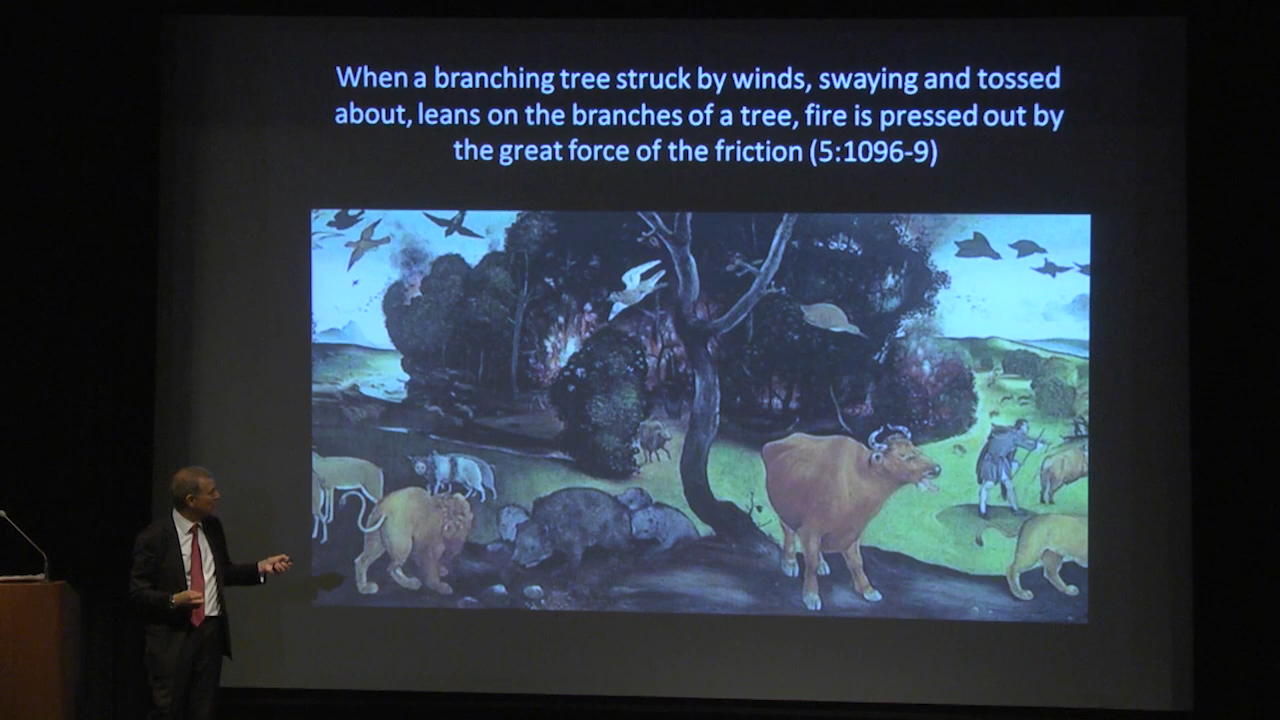 When a branching tree struck by winds, swaying and tossed
about, leans on the branches of a tree, fire is pressed out by
the great force of the friction (5:1096-9)